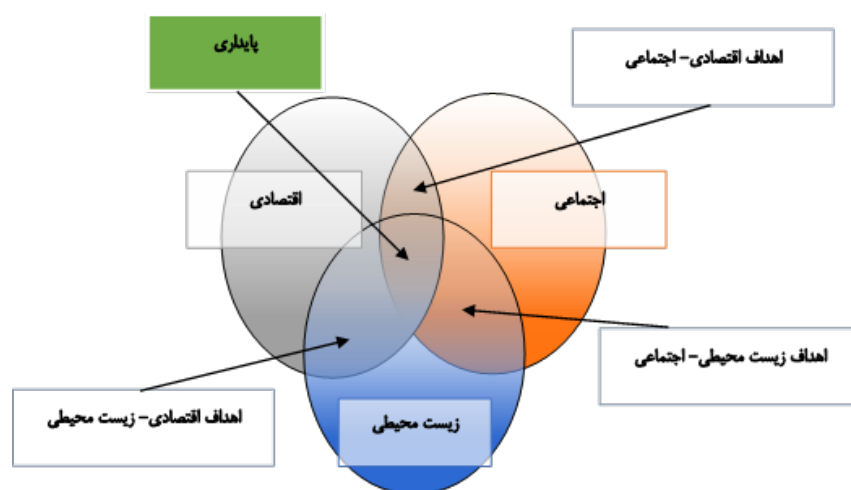 پایداری
اهداف اقتصادی- اجتماعی
اقتصادی
اجتماعی
اهداف زیست محیطی- اجتماعی
اهداف اقتصادی- زیست محیطی
زیست محیطی